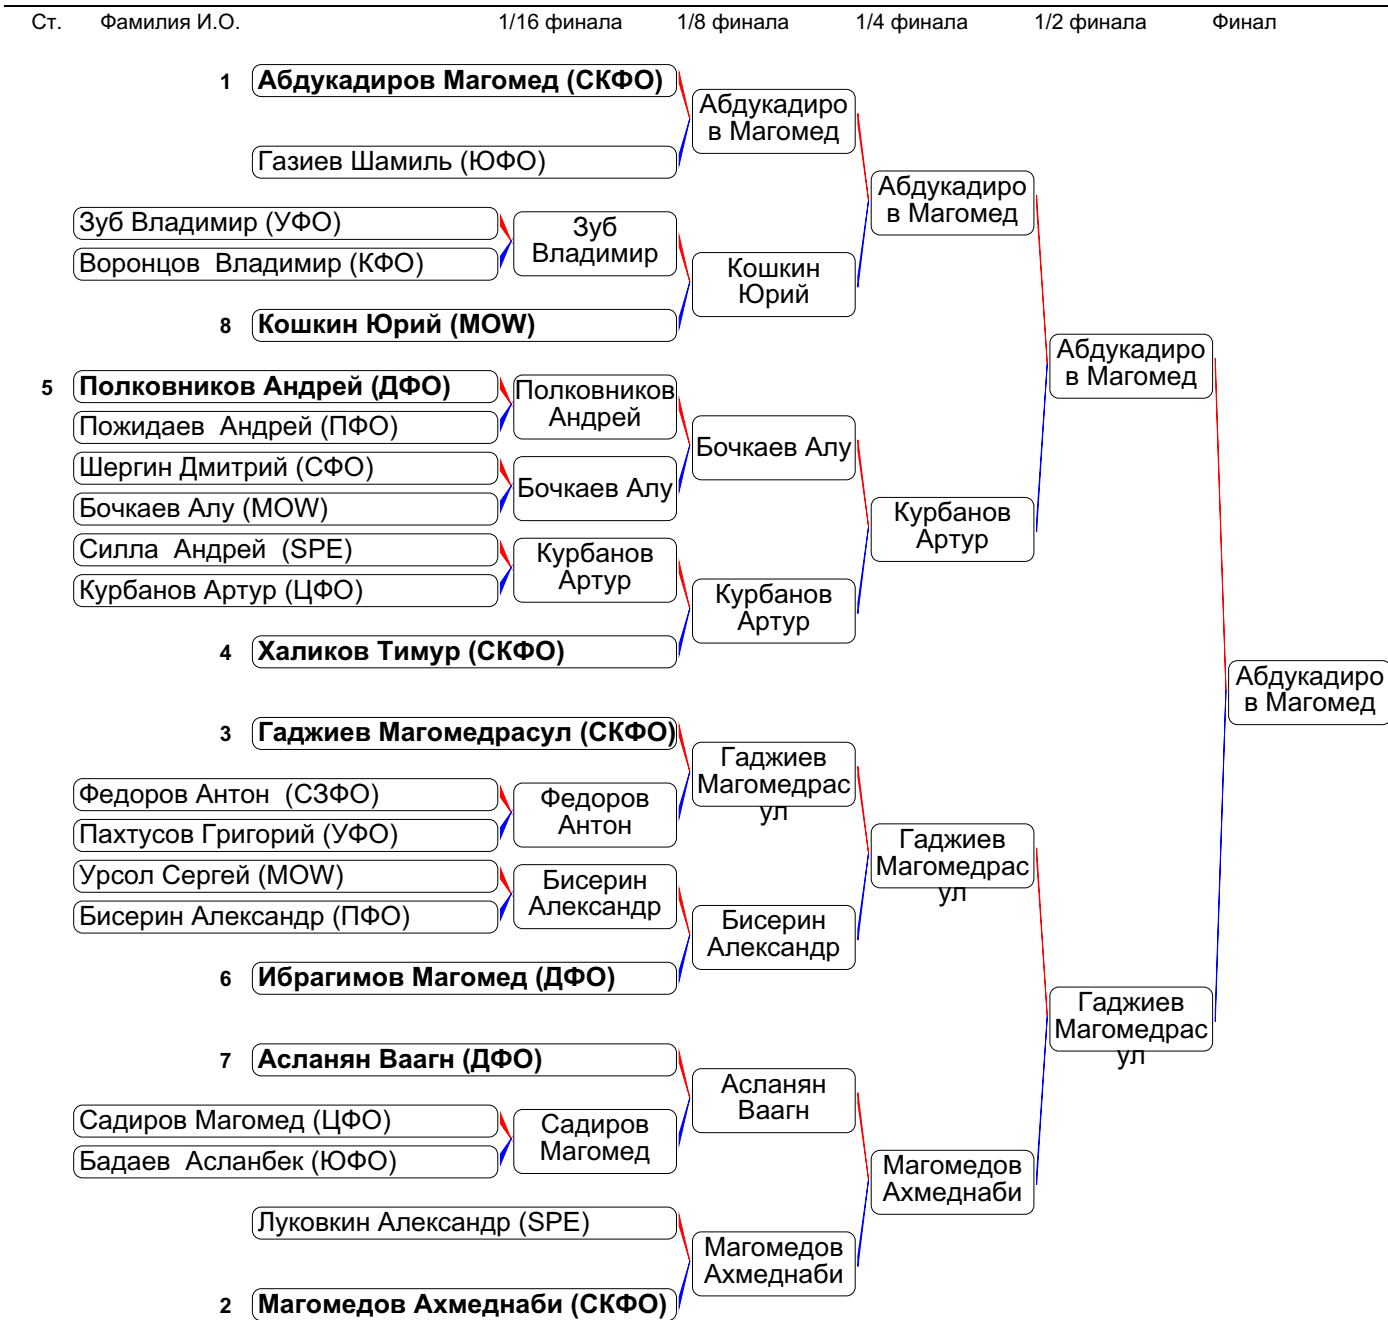 Ст. Фамилия И.О. 1/16 финала 1/8 финала 1/4 финала 1/2 финала Финал
1 Абдукадиров Магомед (СКФО)
Абдукадиро
в Магомед
Газиев Шамиль (ЮФО)
Абдукадиро
в Магомед
Зуб Владимир (УФО)
Зуб
Владимир
Воронцов Владимир (КФО)
Кошкин
Юрий
8 Кошкин Юрий (MOW)
Абдукадиро
в Магомед
5 Полковников Андрей (ДФО)
Полковников
Андрей
Пожидаев Андрей (ПФО)
Бочкаев Алу
Шергин Дмитрий (СФО)
Бочкаев Алу
Бочкаев Алу (MOW)
Курбанов
Артур
Силла Андрей (SPE)
Курбанов
Артур
Курбанов Артур (ЦФО)
Курбанов
Артур
4 Халиков Тимур (СКФО)
Абдукадиро
в Магомед
3 Гаджиев Магомедрасул (СКФО)
Гаджиев
Магомедрас
ул
Федоров Антон (СЗФО)
Федоров
Антон
Пахтусов Григорий (УФО)
Гаджиев
Магомедрас
ул
Урсол Сергей (MOW)
Бисерин
Александр
Бисерин Александр (ПФО)
Бисерин
Александр
6 Ибрагимов Магомед (ДФО)
Гаджиев
Магомедрас
ул
7 Асланян Ваагн (ДФО)
Асланян
Ваагн
Садиров Магомед (ЦФО)
Садиров
Магомед
Бадаев Асланбек (ЮФО)
Магомедов
Ахмеднаби
Луковкин Александр (SPE)
Магомедов
Ахмеднаби
2 Магомедов Ахмеднаби (СКФО)